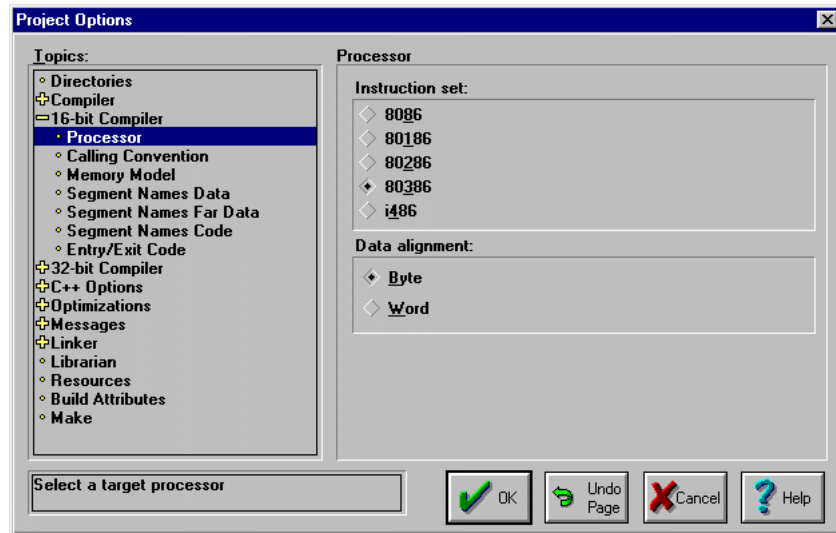 Project Options
Topics:
Directories
Compiler
16-bit Compiler
Processor
Calling Convention
Memory Model
Segment Names Data
Segment Names Far Data
Segment Names Code
Entry/Exit Code
32-bit Compiler
C++ Options
Optimizations
Messages
Linker
Librarian
Resources
Build Attributes
Make
Processor
Instruction set:
8086
80186
80286
80386
i486
Data alignment:
Byte
Word
Select a target processor
OK
Undo
Page
Cancel
Help